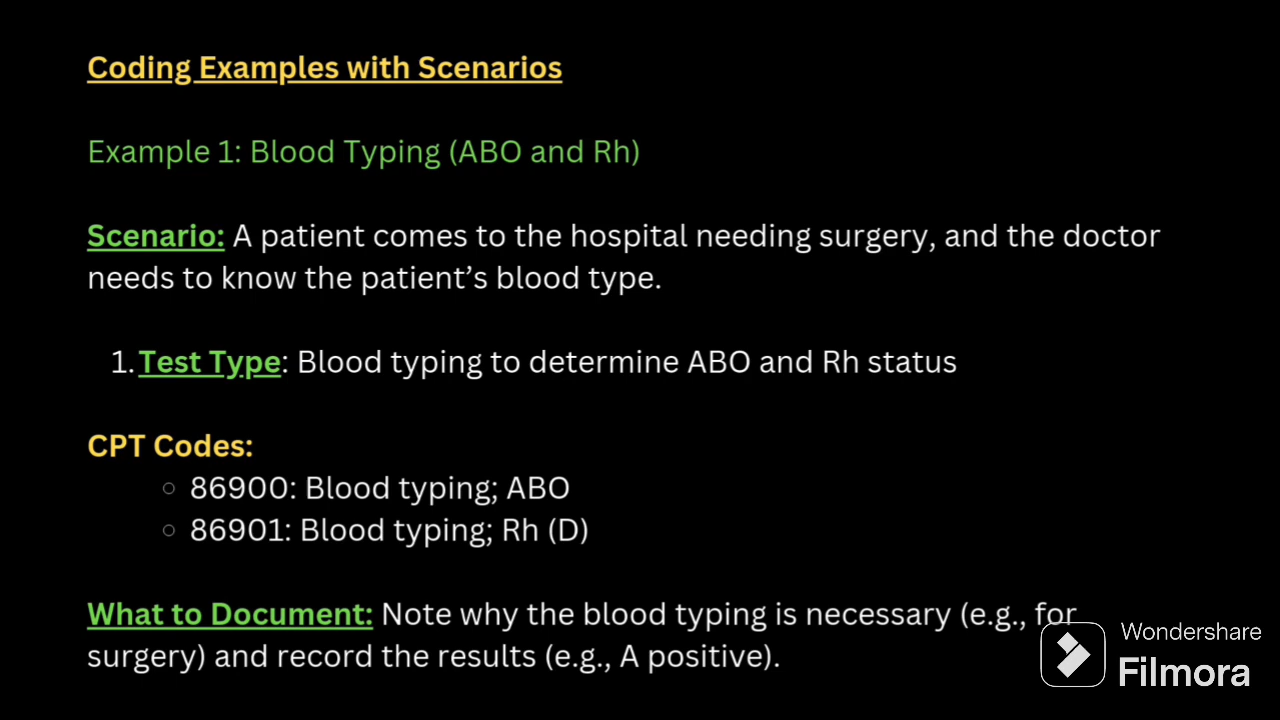 Coding Examples with Scenarios
Example 1: Blood Typing (ABO and Rh)
Scenario: A patient comes to the hospital needing surgery, and the doctor
needs to know the patient’s blood type.
1. Test Type: Blood typing to determine ABO and Rh status
CPT Codes:
○ 86900: Blood typing; ABO
○ 86901: Blood typing; Rh (D)
What to Document: Note why the blood typing is necessary (e.g., for
surgery) and record the results (e.g., A positive).
Wondershare
Filmora